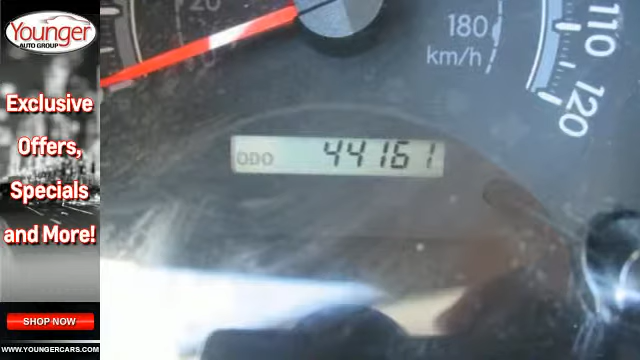 Younger
AUTO GROUP
Exclusive
Offers,
Specials
and More!
SHOP NOW
WWW.YOUNGERCARS.COM
20
180
km/h
110
120
ODO 44161